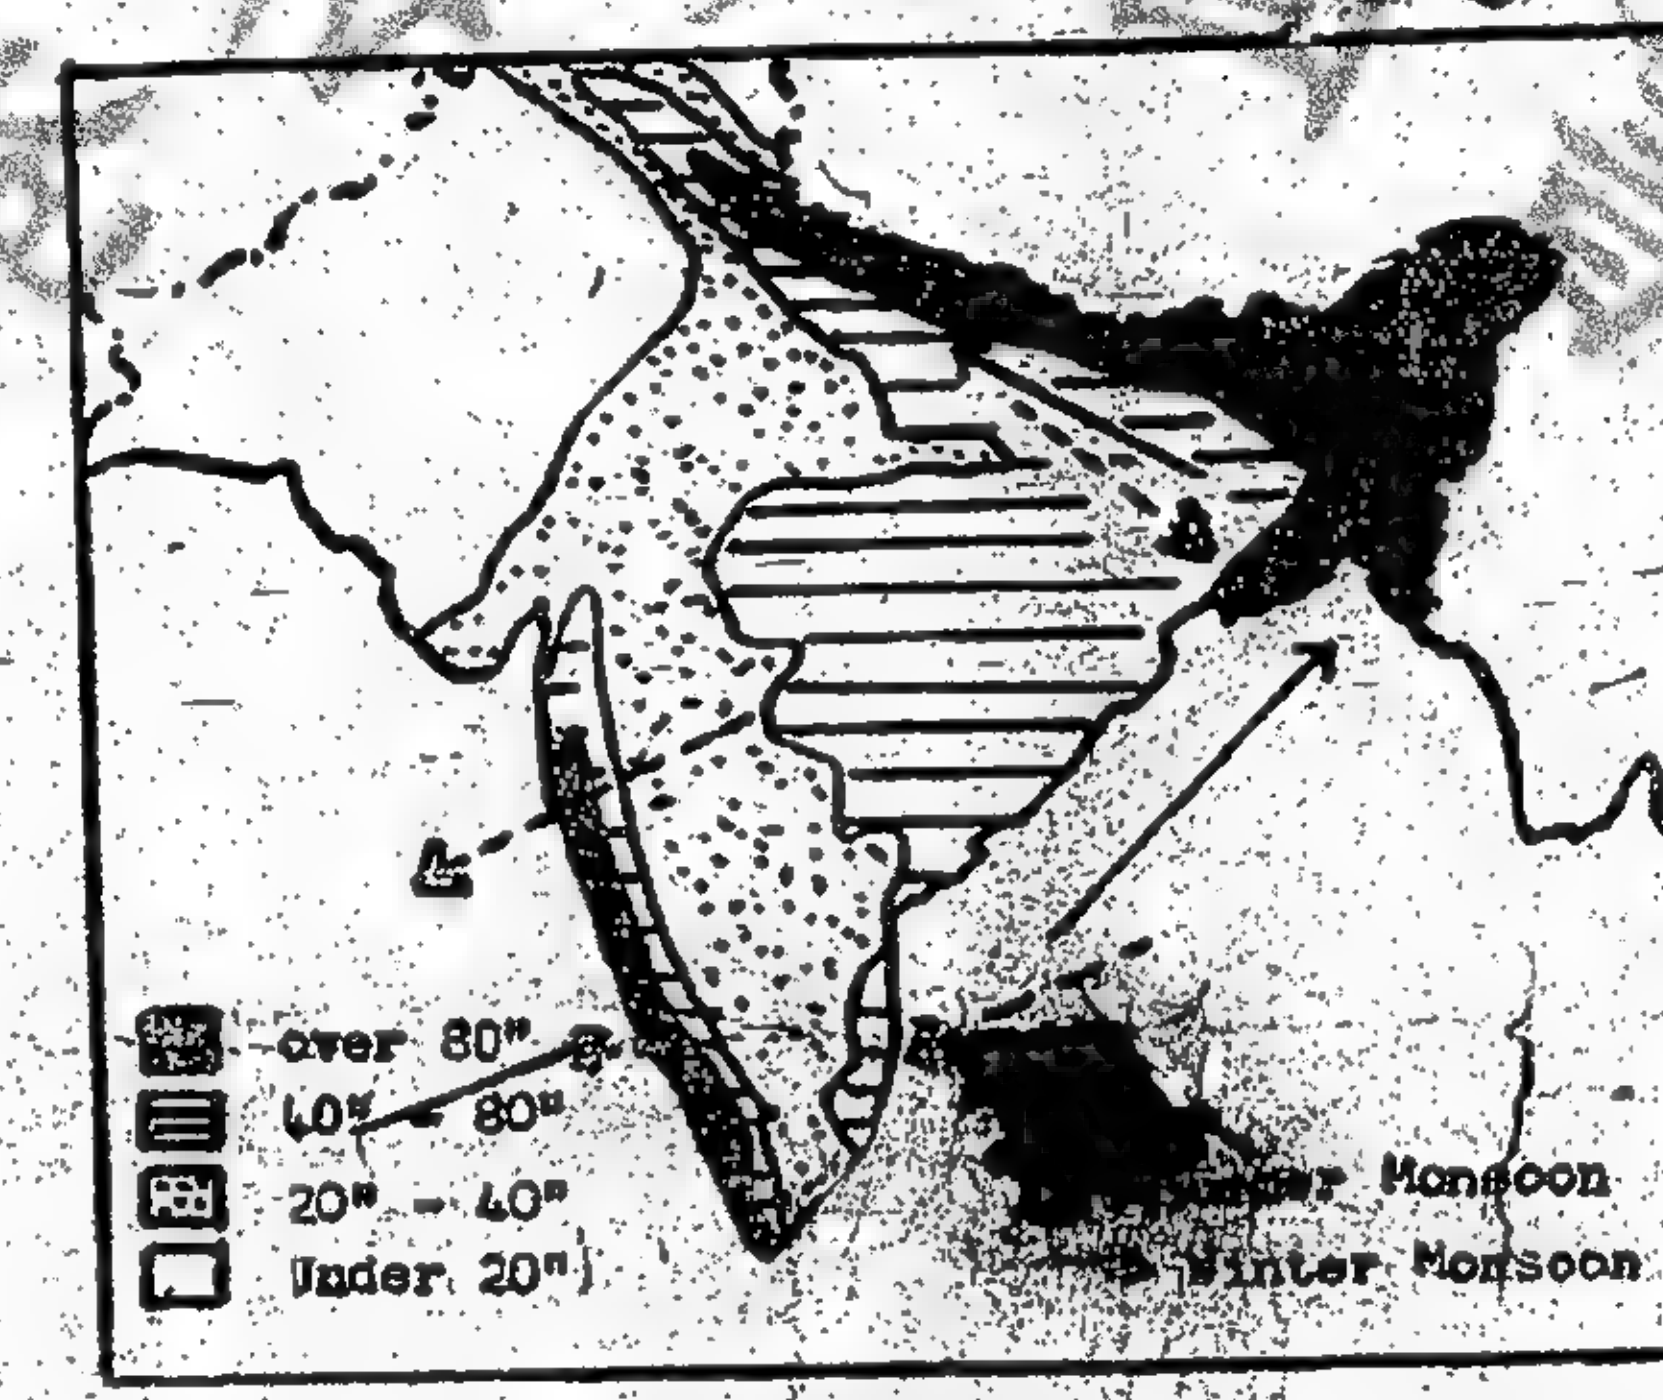 over 80"
40" - 80"
20" - 40"
Under 20"
Monsoon
Winter Monsoon